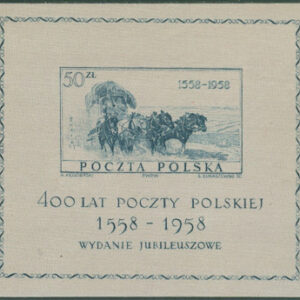 50 ZŁ
1558-1958
POCZTA POLSKA
400 LAT POCZTY POLSKIEJ
1558 - 1958
WYDANIE JUBILEUSZOWE